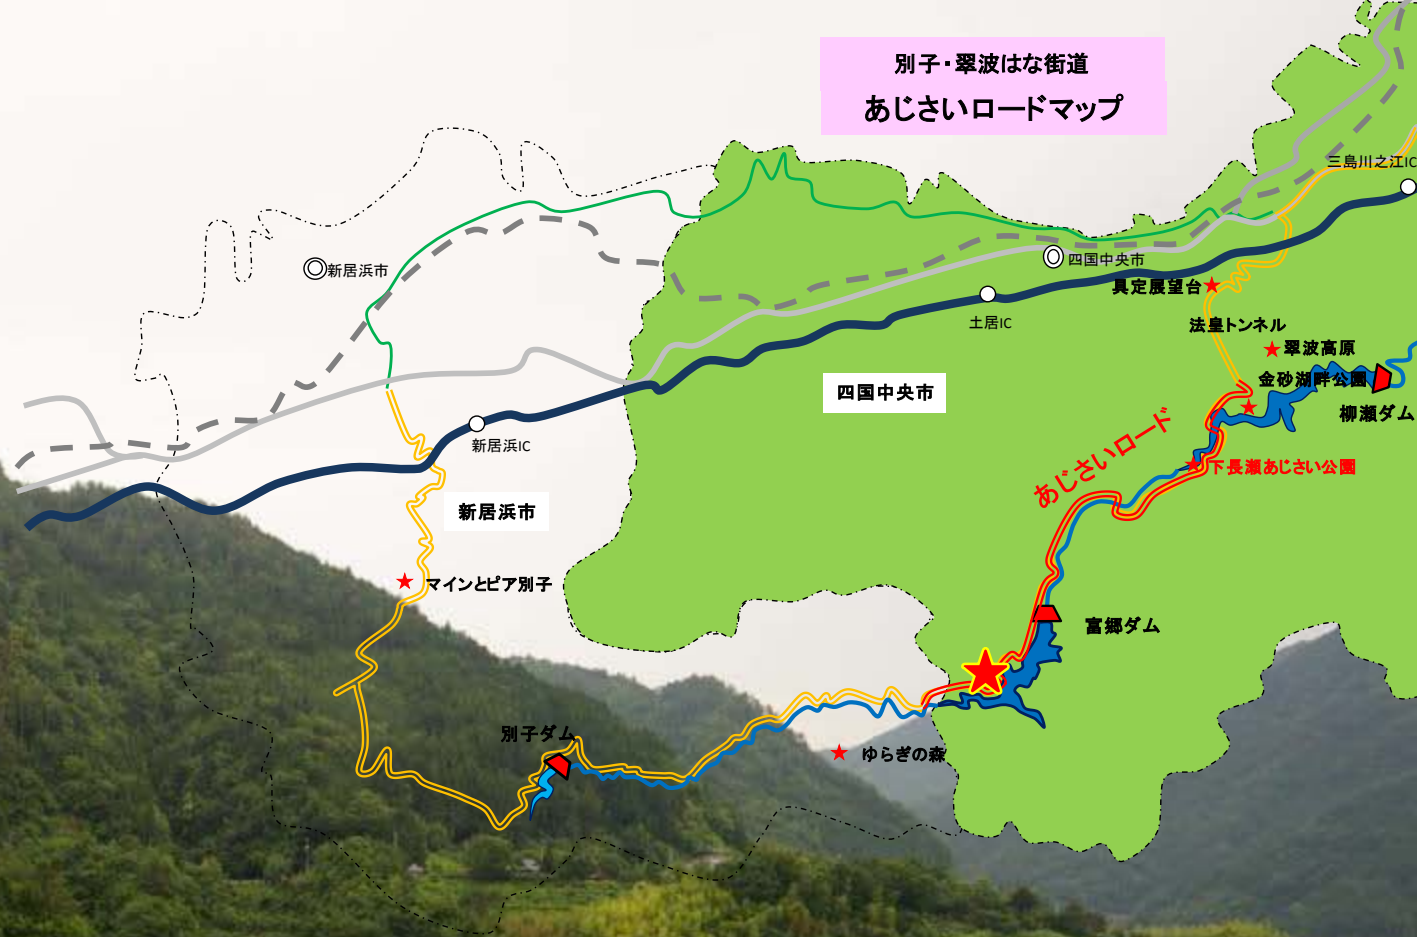 別子・翠波はな街道
あじさいロードマップ
三島川之江IC
新居浜市
四国中央市
具定展望台
土居IC
法皇トンネル
翠波高原
金砂湖畔公園
四国中央市
柳瀬ダム
あじさいロード
新居浜IC
下長瀬あじさい公園
新居浜市
マイントピア別子
富郷ダム
別子ダム
ゆらぎの森